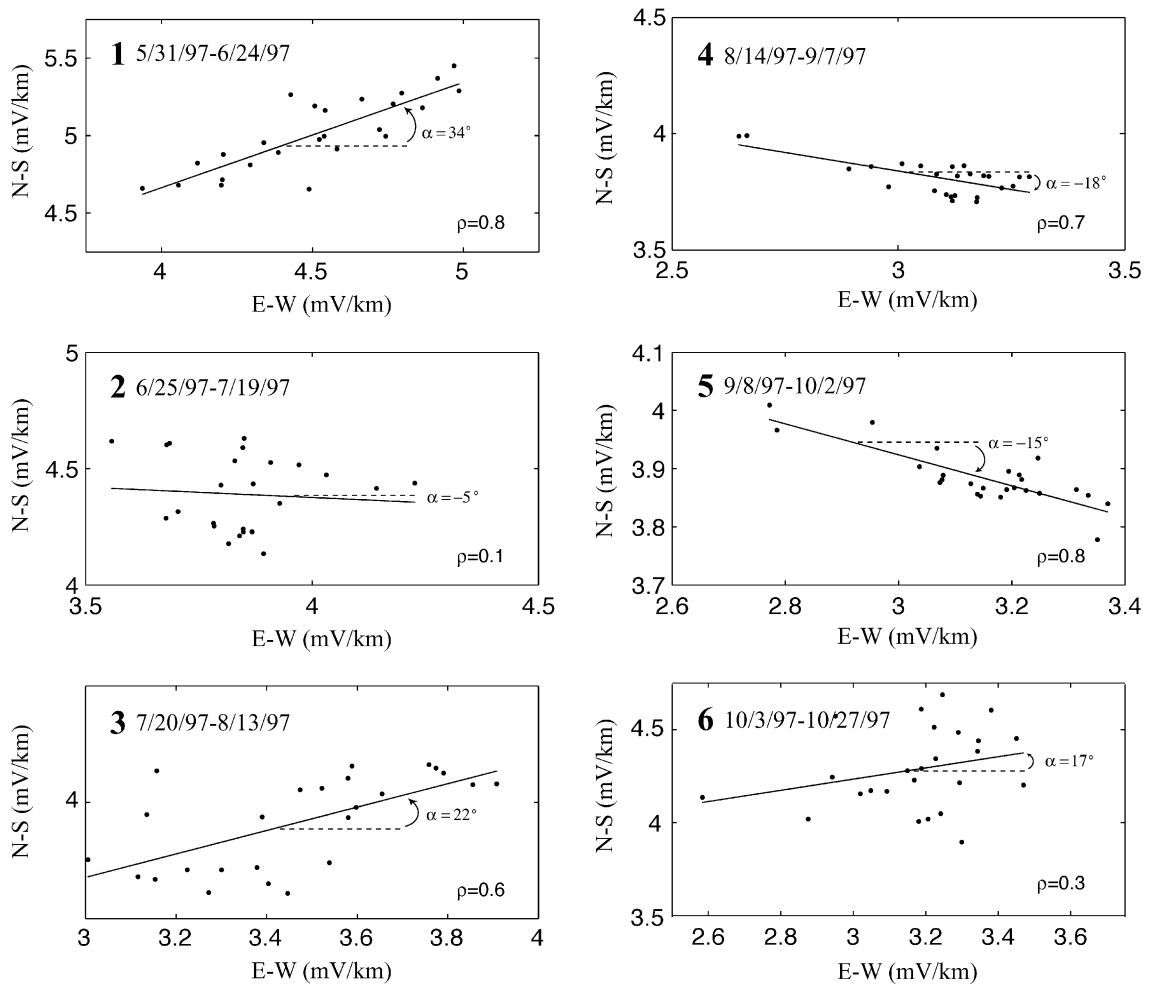 1 5/31/97-6/24/97
5.5
5
4.5
N-S (mV/km)
α = 34°
ρ=0.8
4 4.5 5
E-W (mV/km)
4 8/14/97-9/7/97
4.5
4
3.5
N-S (mV/km)
α = −18°
ρ=0.7
2.5 3 3.5
E-W (mV/km)
2 6/25/97-7/19/97
5
4.5
4
N-S (mV/km)
α = −5°
ρ=0.1
3.5 4 4.5
E-W (mV/km)
5 9/8/97-10/2/97
4.1
4
3.9
3.8
3.7
N-S (mV/km)
α = −15°
ρ=0.8
2.6 2.8 3 3.2 3.4
E-W (mV/km)
3 7/20/97-8/13/97
4
N-S (mV/km)
α = 22°
ρ=0.6
3 3.2 3.4 3.6 3.8 4
E-W (mV/km)
6 10/3/97-10/27/97
4.5
4
3.5
N-S (mV/km)
α = 17°
ρ=0.3
2.6 2.8 3 3.2 3.4 3.6
E-W (mV/km)